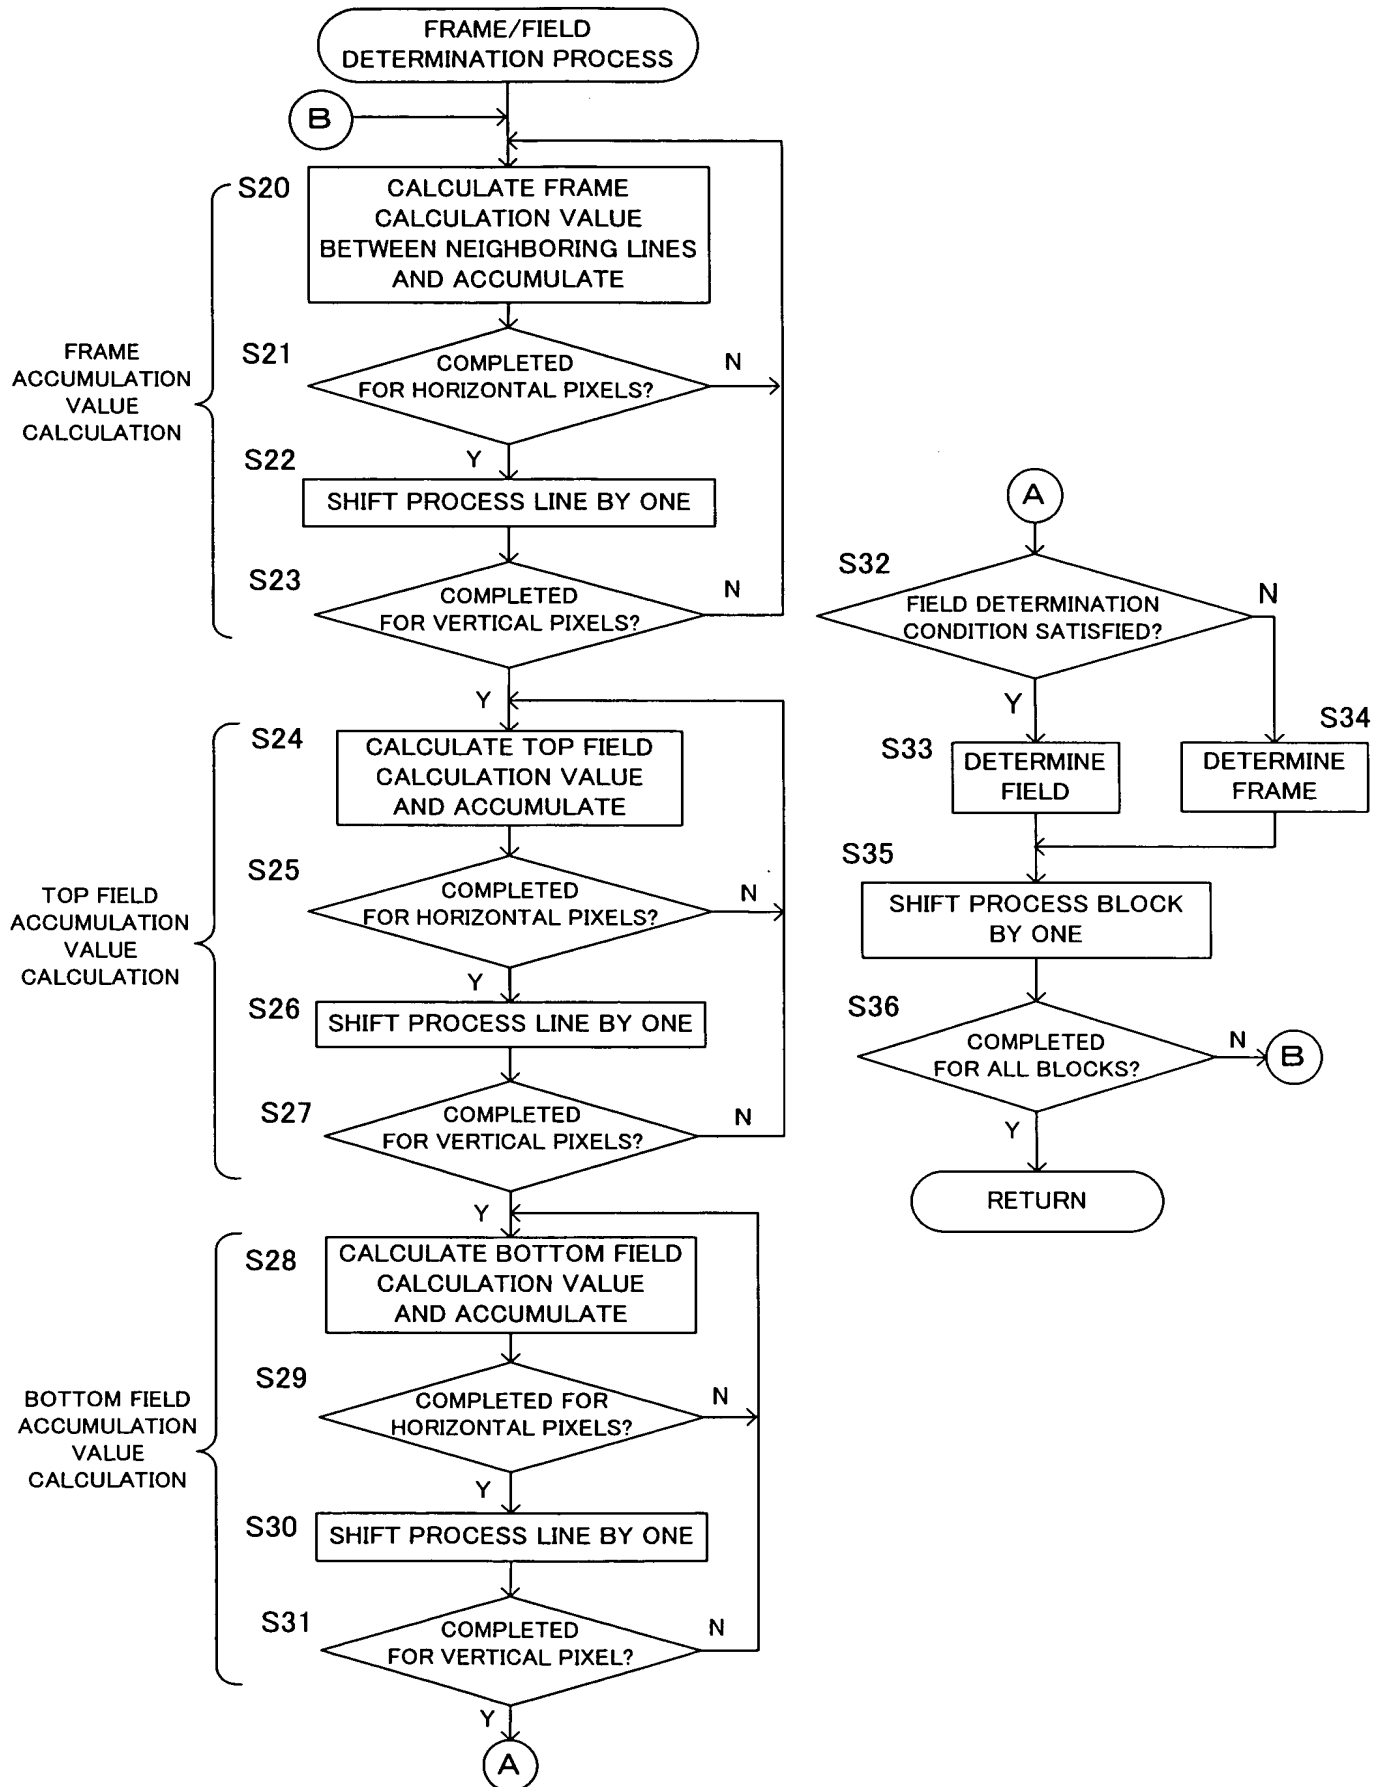 FRAME/FIELD
DETERMINATION PROCESS
B
S20
CALCULATE FRAME
CALCULATION VALUE
BETWEEN NEIGHBORING LINES
AND ACCUMULATE
FRAME
ACCUMULATION
VALUE
CALCULATION
S21
COMPLETED
FOR HORIZONTAL PIXELS?
N
Y
S22
SHIFT PROCESS LINE BY ONE
S23
COMPLETED
FOR VERTICAL PIXELS?
N
Y
S24
CALCULATE TOP FIELD
CALCULATION VALUE
AND ACCUMULATE
TOP FIELD
ACCUMULATION
VALUE
CALCULATION
S25
COMPLETED
FOR HORIZONTAL PIXELS?
N
Y
S26
SHIFT PROCESS LINE BY ONE
S27
COMPLETED
FOR VERTICAL PIXELS?
N
Y
S28
CALCULATE BOTTOM FIELD
CALCULATION VALUE
AND ACCUMULATE
BOTTOM FIELD
ACCUMULATION
VALUE
CALCULATION
S29
COMPLETED FOR
HORIZONTAL PIXELS?
N
Y
S30
SHIFT PROCESS LINE BY ONE
S31
COMPLETED
FOR VERTICAL PIXEL?
N
Y
A
A
S32
FIELD DETERMINATION
CONDITION SATISFIED?
N
Y
S33
DETERMINE
FIELD
S34
DETERMINE
FRAME
S35
SHIFT PROCESS BLOCK
BY ONE
S36
COMPLETED
FOR ALL BLOCKS?
N
B
Y
RETURN